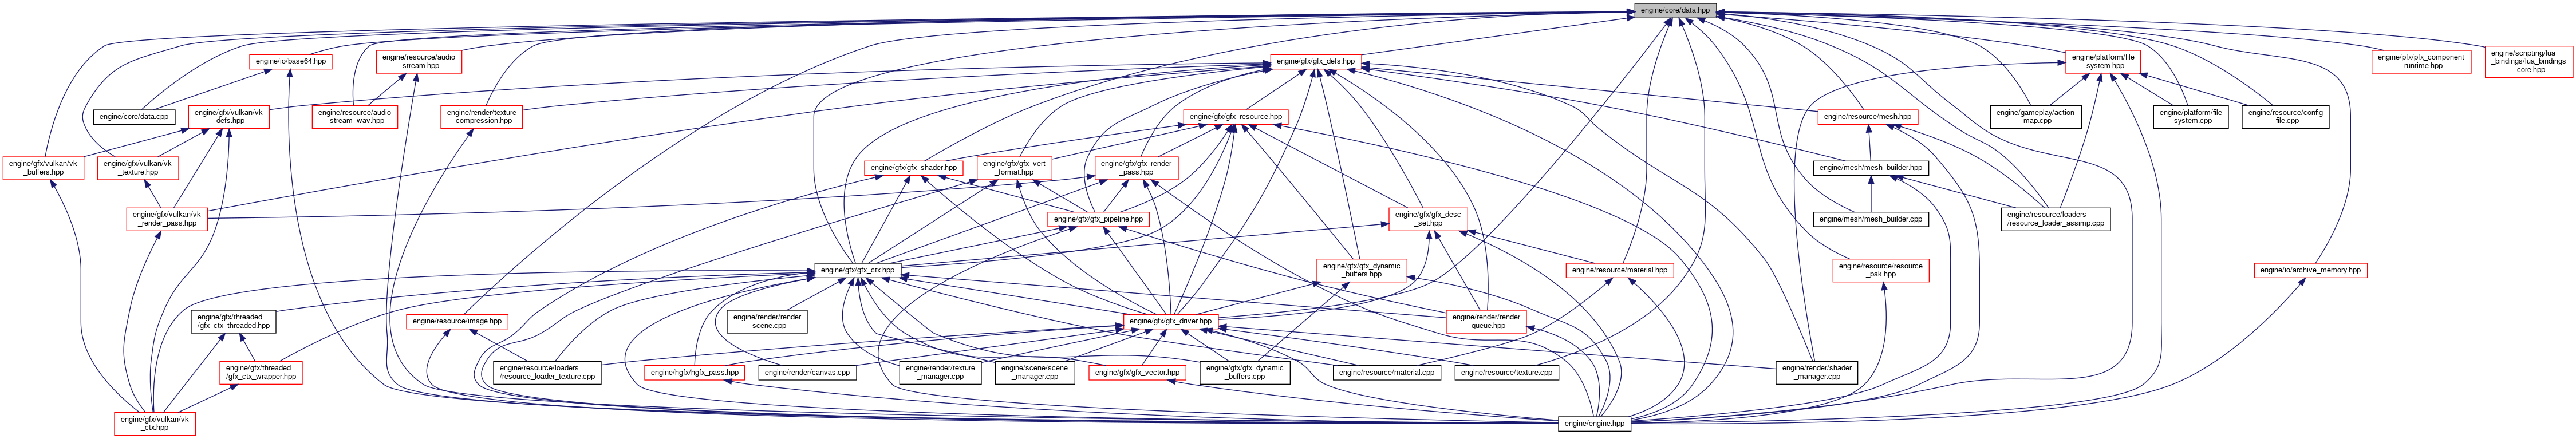 engine/core/data.hpp
engine/io/base64.hpp
engine/resource/audio
_stream.hpp
engine/gfx/gfx_defs.hpp
engine/platform/file
_system.hpp
engine/pfx/pfx_component
_runtime.hpp
engine/scripting/lua
_bindings/lua_bindings
_core.hpp
engine/core/data.cpp
engine/gfx/vulkan/vk
_defs.hpp
engine/resource/audio
_stream_wav.hpp
engine/render/texture
_compression.hpp
engine/gfx/gfx_resource.hpp
engine/resource/mesh.hpp
engine/gameplay/action
_map.cpp
engine/platform/file
_system.cpp
engine/resource/config
_file.cpp
engine/gfx/vulkan/vk
_buffers.hpp
engine/gfx/vulkan/vk
_texture.hpp
engine/gfx/gfx_shader.hpp
engine/gfx/gfx_vert
_format.hpp
engine/gfx/gfx_render
_pass.hpp
engine/mesh/mesh_builder.hpp
engine/gfx/vulkan/vk
_render_pass.hpp
engine/gfx/gfx_pipeline.hpp
engine/gfx/gfx_desc
_set.hpp
engine/mesh/mesh_builder.cpp
engine/resource/loaders
/resource_loader_assimp.cpp
engine/gfx/gfx_ctx.hpp
engine/gfx/gfx_dynamic
_buffers.hpp
engine/resource/material.hpp
engine/resource/resource
_pak.hpp
engine/io/archive_memory.hpp
engine/gfx/threaded
/gfx_ctx_threaded.hpp
engine/resource/image.hpp
engine/render/render
_scene.cpp
engine/gfx/gfx_driver.hpp
engine/render/render
_queue.hpp
engine/gfx/threaded
/gfx_ctx_wrapper.hpp
engine/resource/loaders
/resource_loader_texture.cpp
engine/hgfx/hgfx_pass.hpp
engine/render/canvas.cpp
engine/render/texture
_manager.cpp
engine/scene/scene
_manager.cpp
engine/gfx/gfx_vector.hpp
engine/gfx/gfx_dynamic
_buffers.cpp
engine/resource/material.cpp
engine/resource/texture.cpp
engine/render/shader
_manager.cpp
engine/gfx/vulkan/vk
_ctx.hpp
engine/engine.hpp